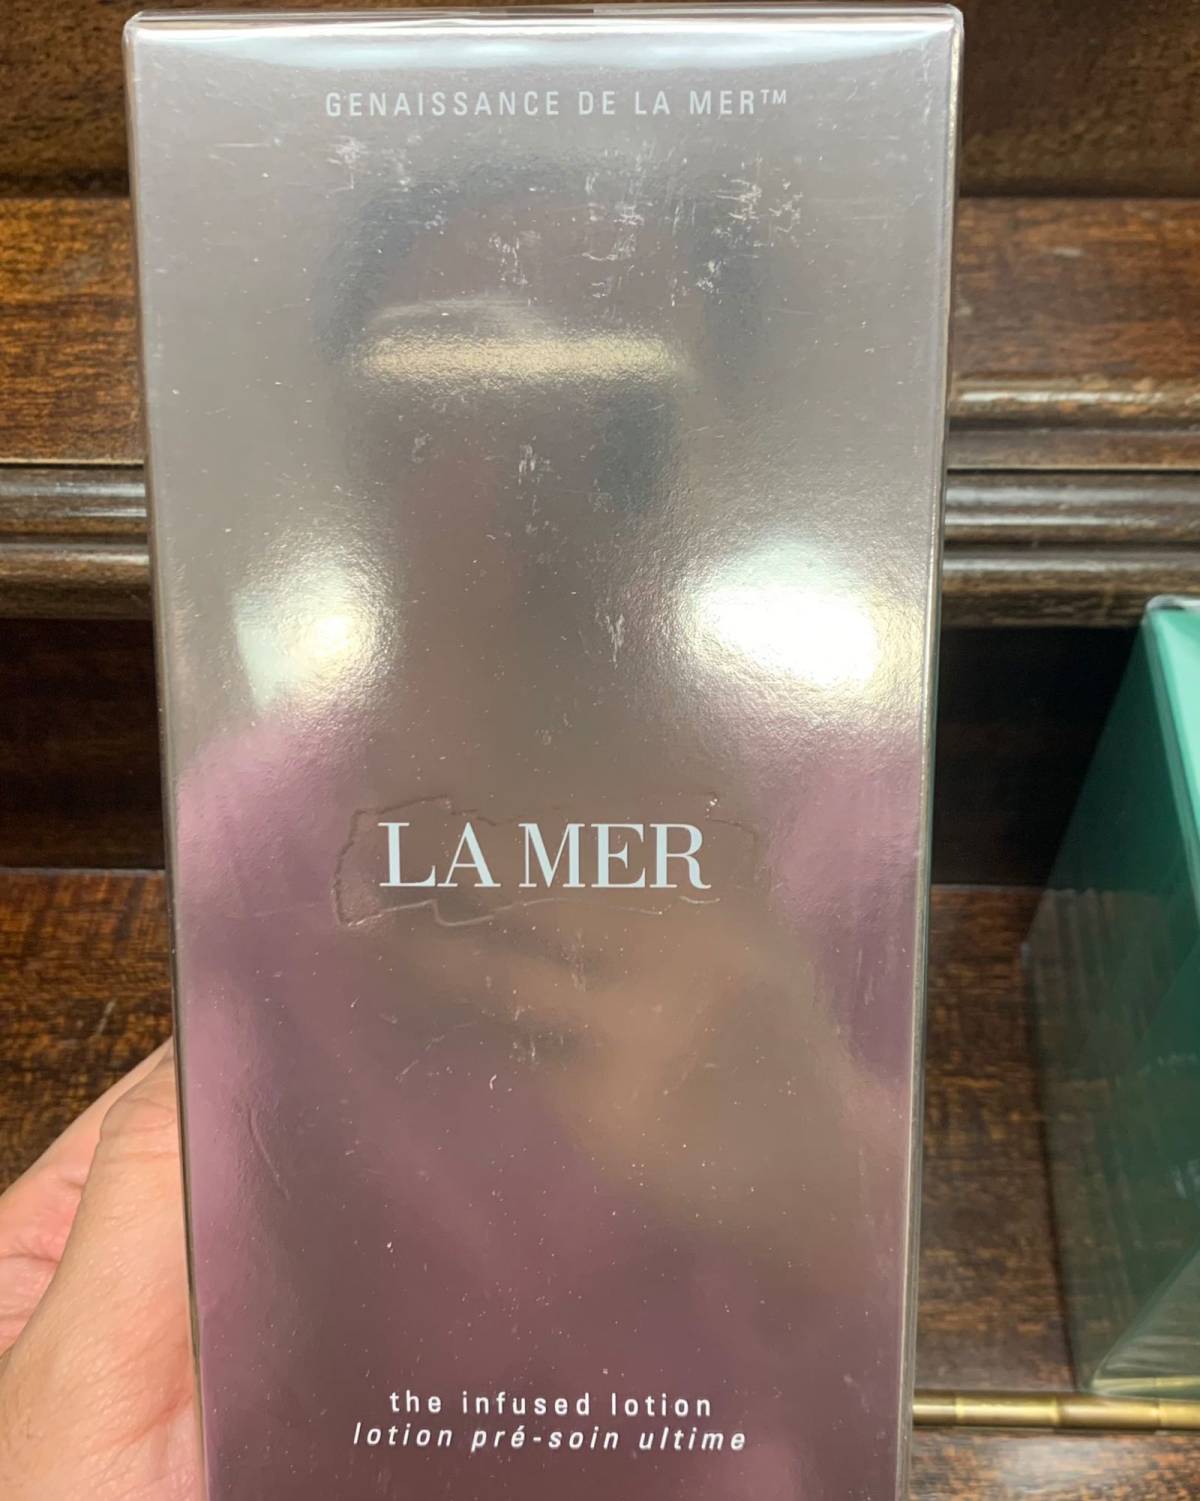 GENAISSANCE DE LA MER™
LA MER
the infused lotion
lotion pré-soin ultime